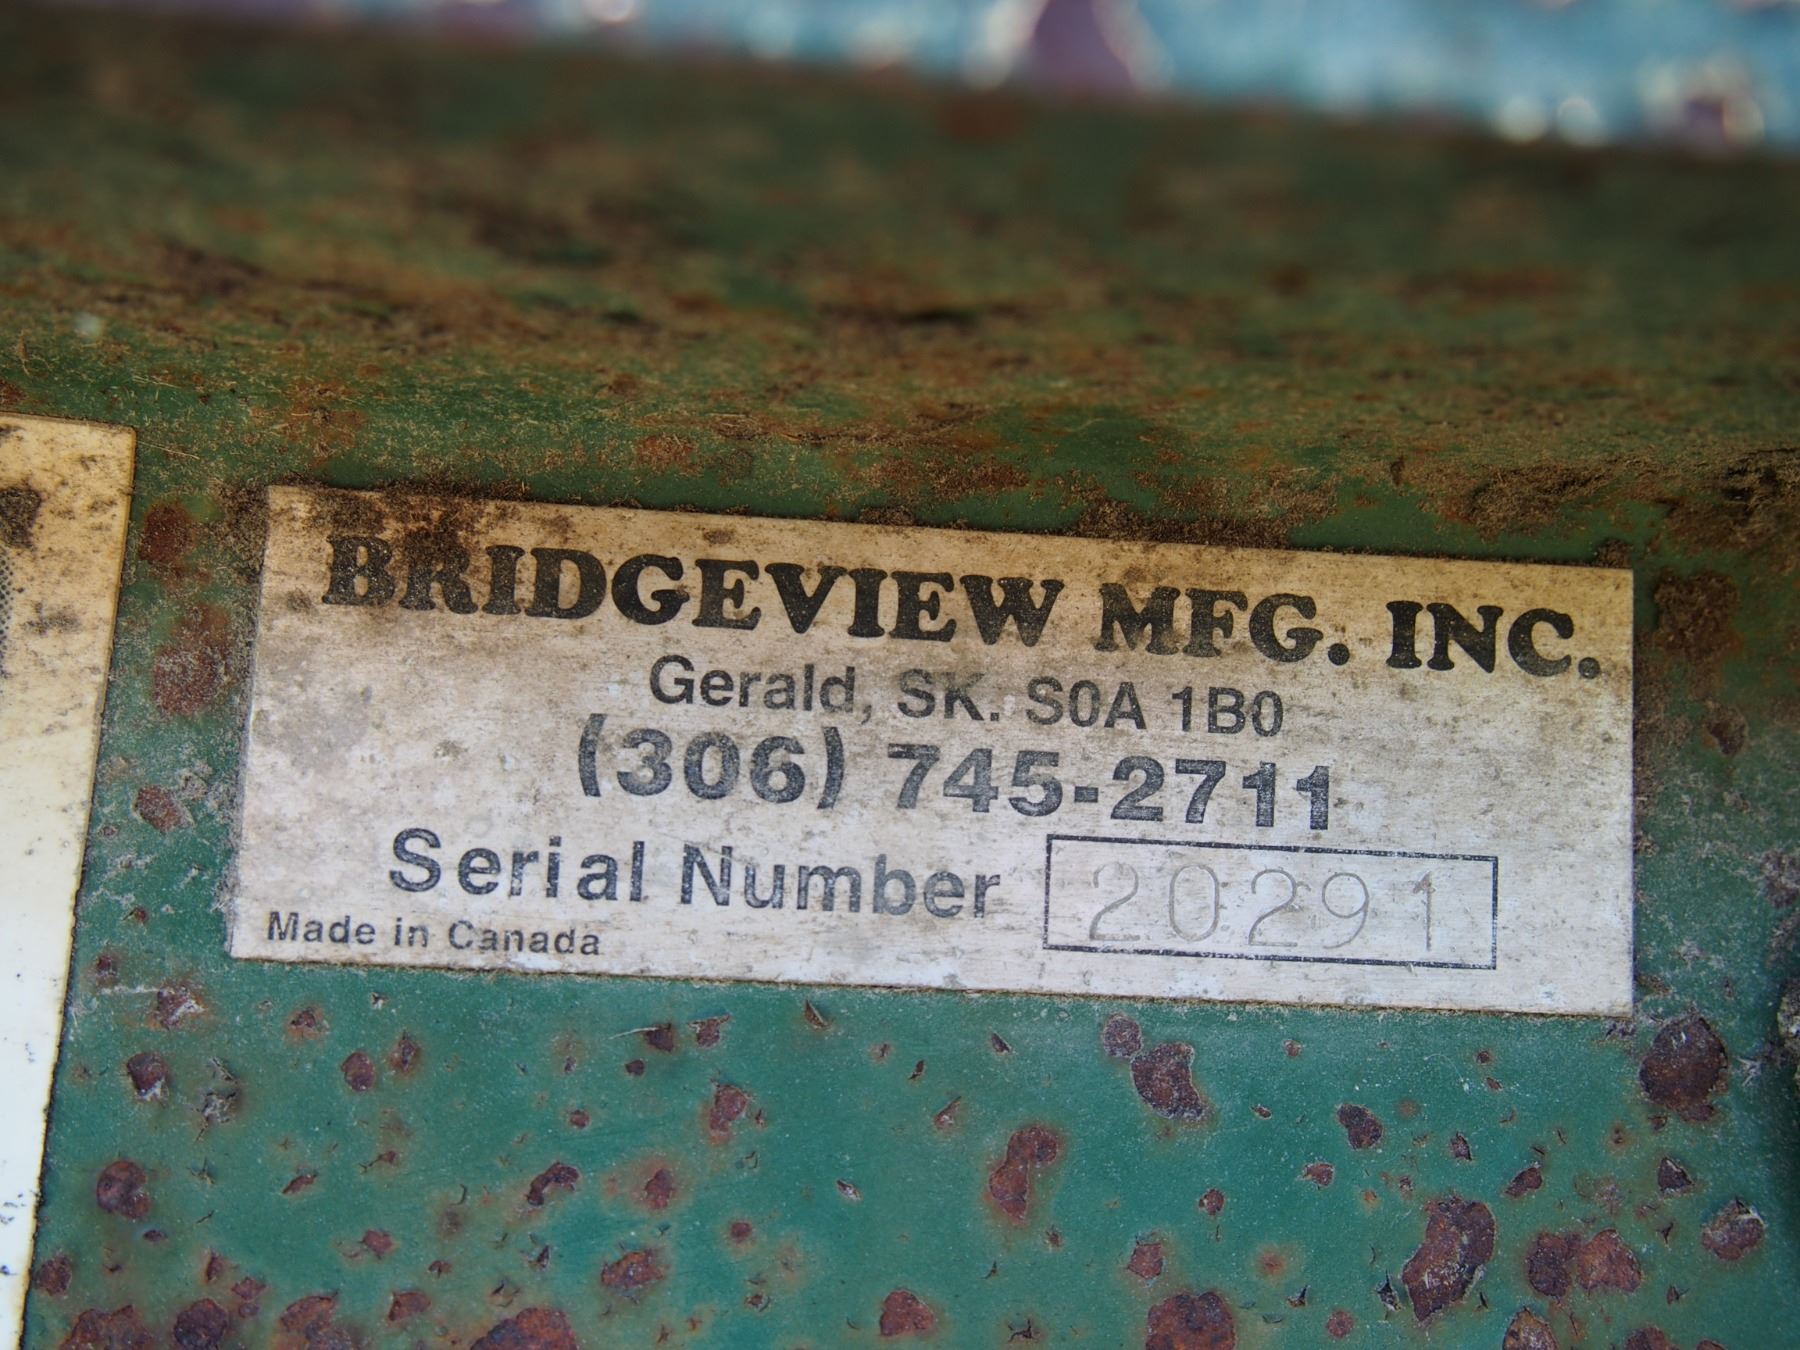 BRIDGEVIEW MFG. INC.
Gerald, SK. S0A 1B0
(306) 745-2711
Serial Number 20291
Made in Canada